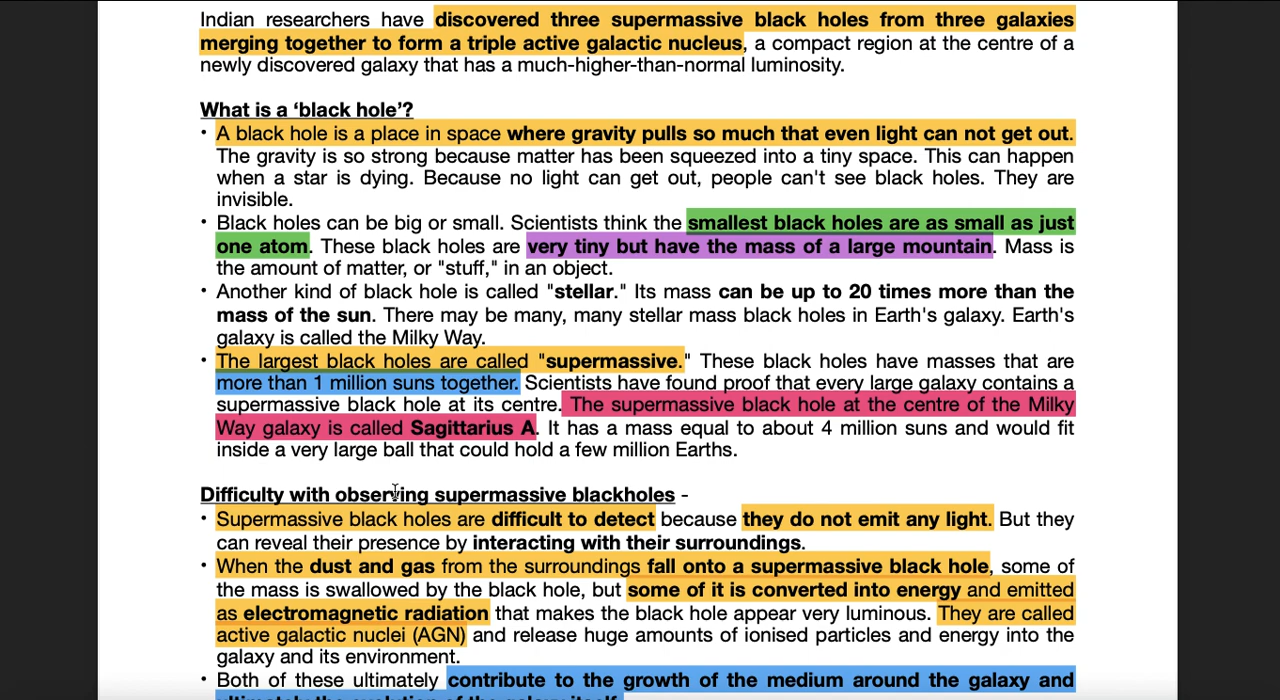 Indian researchers have discovered three supermassive black holes from three galaxies
merging together to form a triple active galactic nucleus, a compact region at the centre of a
newly discovered galaxy that has a much-higher-than-normal luminosity.
What is a ‘black hole’?
• A black hole is a place in space where gravity pulls so much that even light can not get out.
The gravity is so strong because matter has been squeezed into a tiny space. This can happen
when a star is dying. Because no light can get out, people can't see black holes. They are
invisible.
• Black holes can be big or small. Scientists think the smallest black holes are as small as just
one atom. These black holes are very tiny but have the mass of a large mountain. Mass is
the amount of matter, or "stuff," in an object.
• Another kind of black hole is called "stellar." Its mass can be up to 20 times more than the
mass of the sun. There may be many, many stellar mass black holes in Earth's galaxy. Earth's
galaxy is called the Milky Way.
• The largest black holes are called "supermassive." These black holes have masses that are
more than 1 million suns together. Scientists have found proof that every large galaxy contains a
supermassive black hole at its centre. The supermassive black hole at the centre of the Milky
Way galaxy is called Sagittarius A. It has a mass equal to about 4 million suns and would fit
inside a very large ball that could hold a few million Earths.
Difficulty with observing supermassive blackholes -
• Supermassive black holes are difficult to detect because they do not emit any light. But they
can reveal their presence by interacting with their surroundings.
• When the dust and gas from the surroundings fall onto a supermassive black hole, some of
the mass is swallowed by the black hole, but some of it is converted into energy and emitted
as electromagnetic radiation that makes the black hole appear very luminous. They are called
active galactic nuclei (AGN) and release huge amounts of ionised particles and energy into the
galaxy and its environment.
• Both of these ultimately contribute to the growth of the medium around the galaxy and
ultimately the evolution of the galaxy itself.